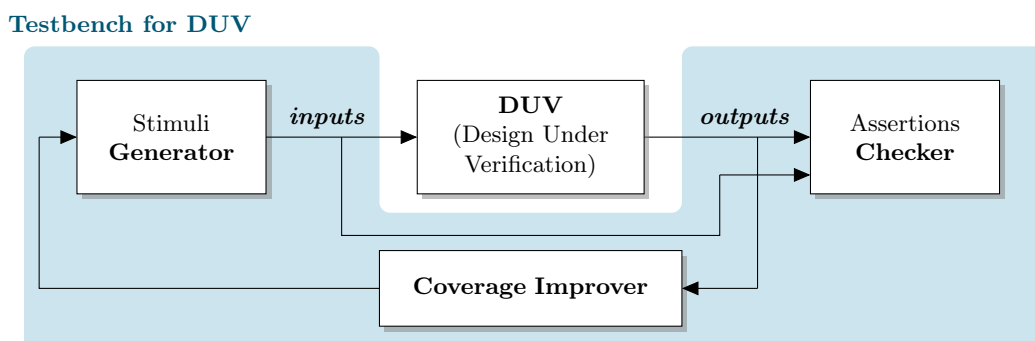 Testbench for DUV
Stimuli
Generator
inputs
DUV
(Design Under
Verification)
outputs
Assertions
Checker
Coverage Improver